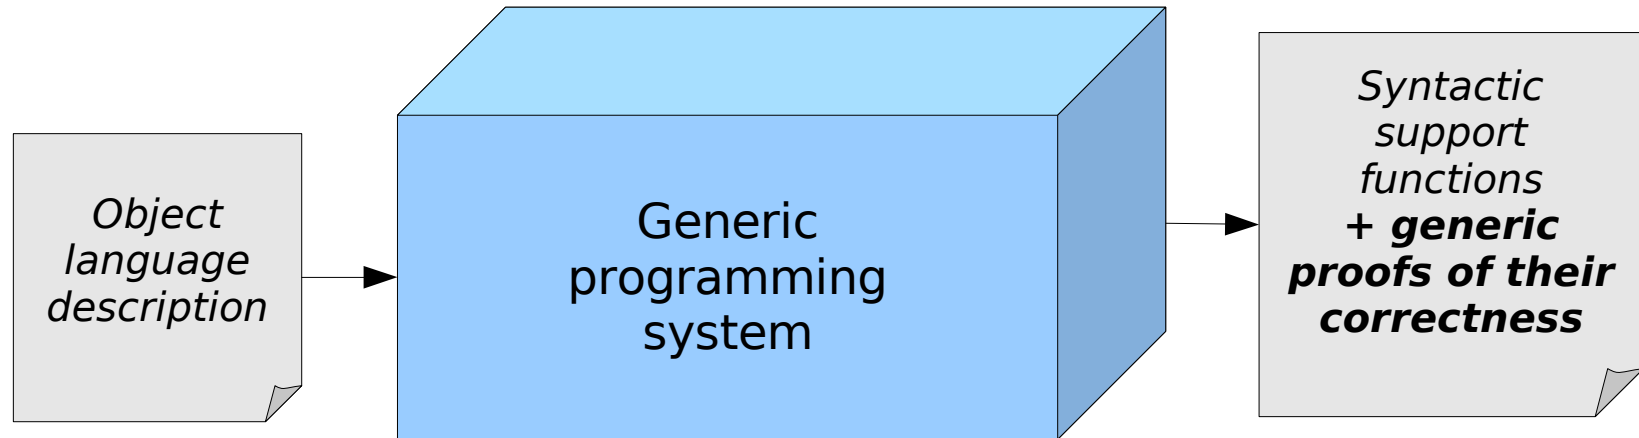 Object
language
description
Generic
programming
system
Syntactic
support
functions
+ generic
proofs of their
correctness